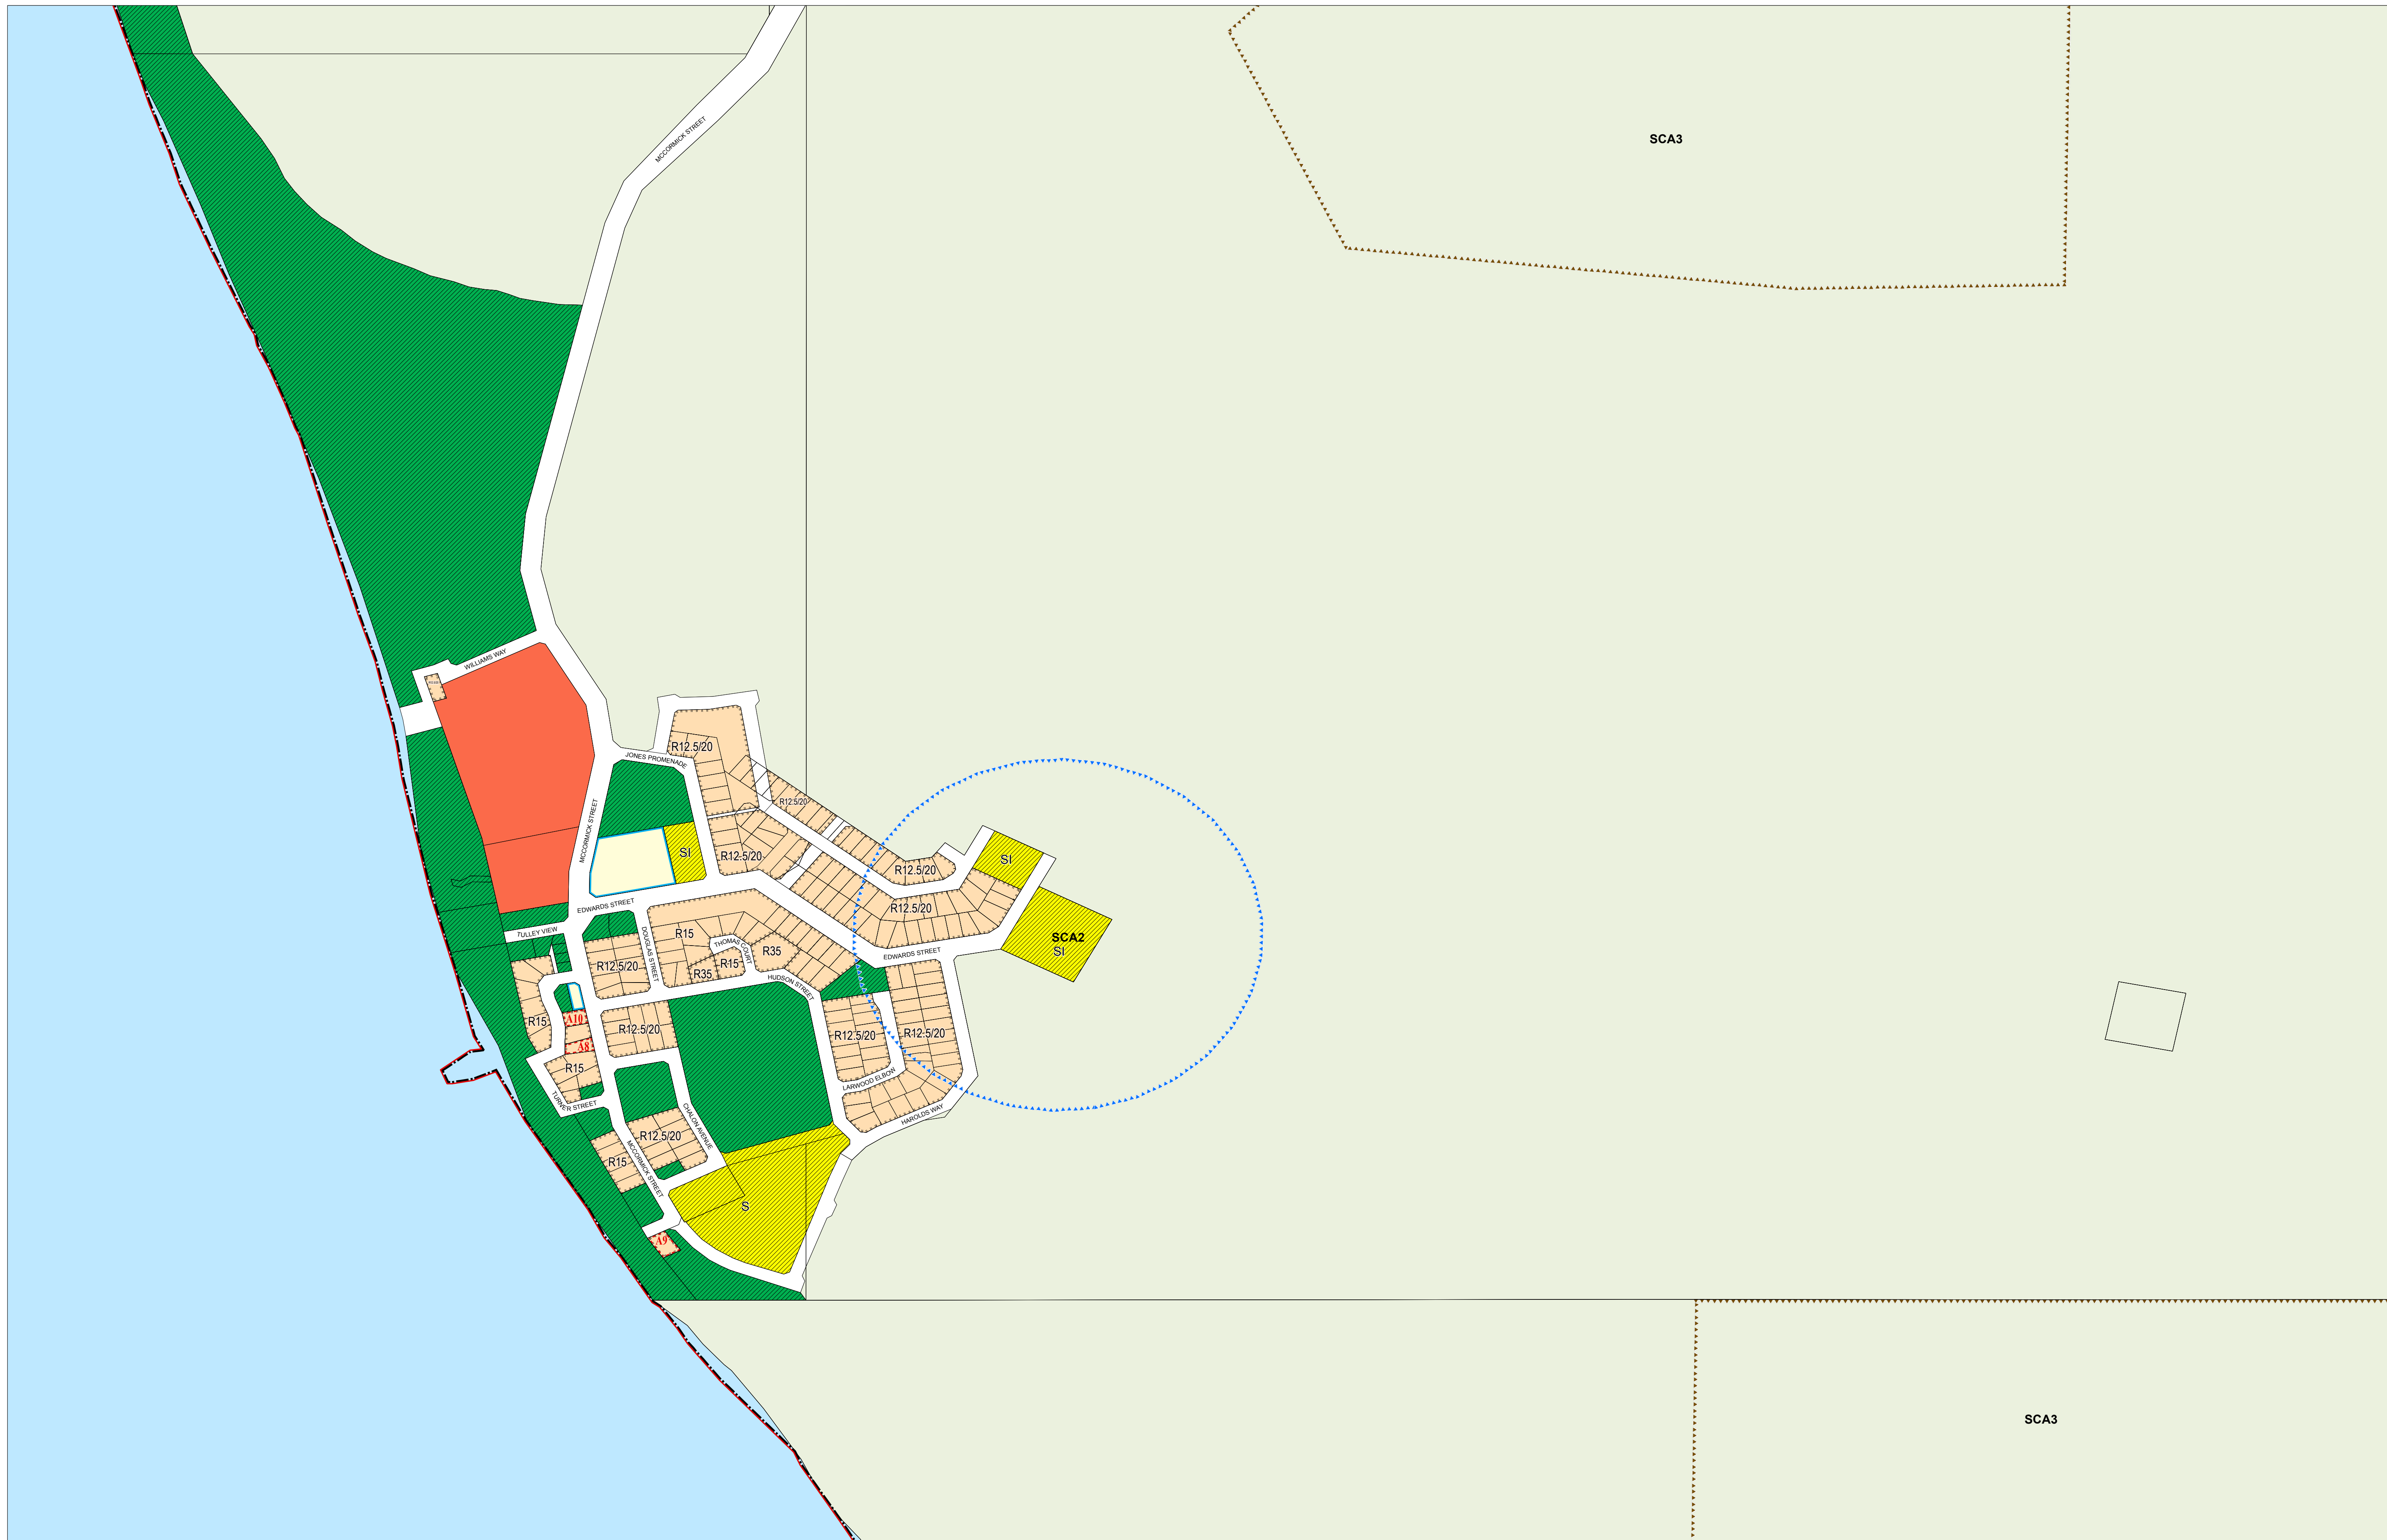 SCA3
MCCORMICK STREET
WILLIAMS WAY
R12.5/20
JONES PROMENADE
R12.5/20
MCCORMICK STREET
SI
R12.5/20
SI
R12.5/20
EDWARDS STREET
R12.5/20
TULLEY VIEW
R15
DOUGLAS STREET
THOMAS COURT
R35
SCA2
SI
EDWARDS STREET
R12.5/20
R35
R15
HUDSON STREET
A10
R15
R12.5/20
R12.5/20
R12.5/20
A8
R15
LARWOOD ELBOW
TURNER STREET
CHALON AVENUE
HAROLDS WAY
R12.5/20
MCCORMICK STREET
R15
S
A9
SCA3